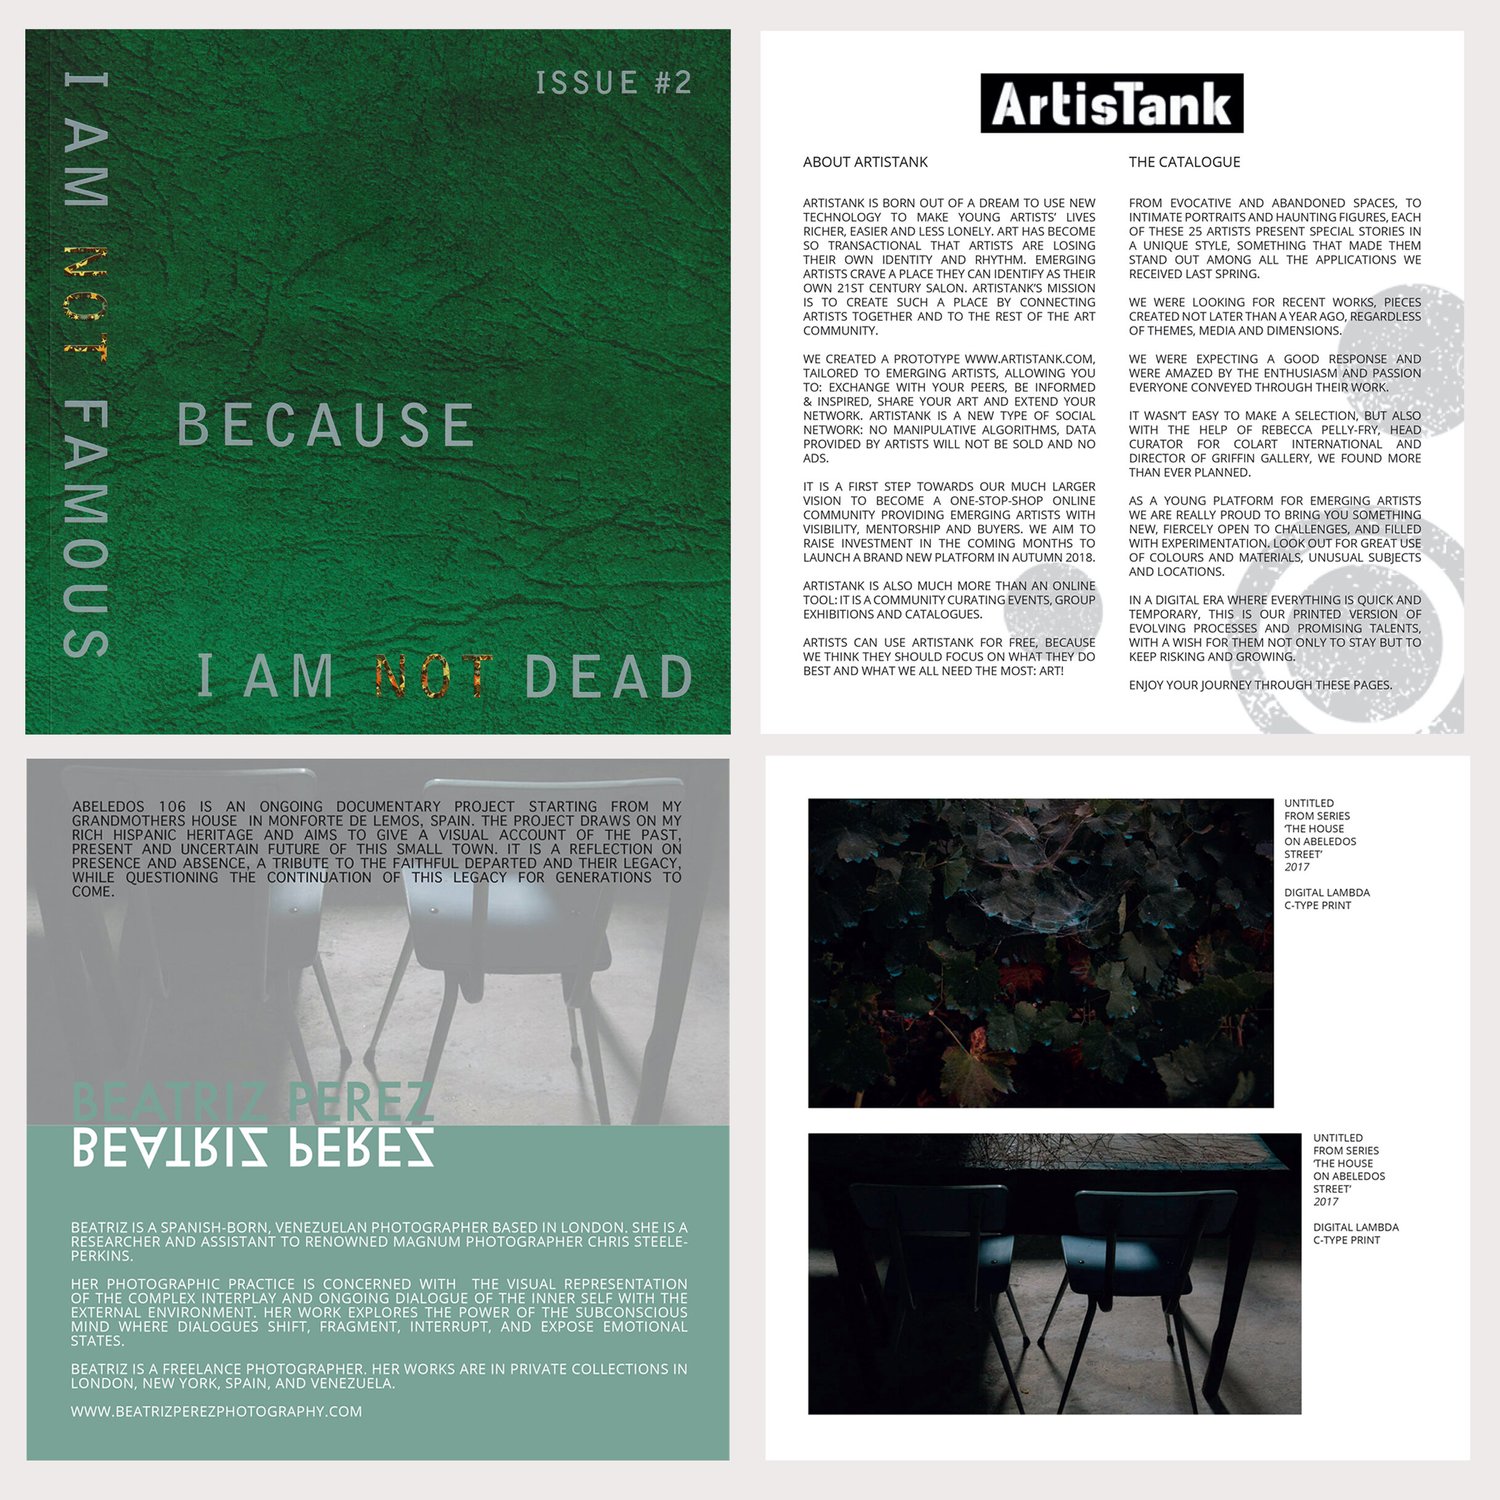 I AM NOT FAMOUS
ISSUE #2
BECAUSE
I AM NOT DEAD
ArtisTank
ABOUT ARTISTANK
ARTISTANK IS BORN OUT OF A DREAM TO USE NEW
TECHNOLOGY TO MAKE YOUNG ARTISTS' LIVES
RICHER, EASIER AND LESS LONELY. ART HAS BECOME
SO TRANSACTIONAL THAT ARTISTS ARE LOSING
THEIR OWN IDENTITY AND RHYTHM. EMERGING
ARTISTS CRAVE A PLACE THEY CAN IDENTIFY AS THEIR
OWN 21ST CENTURY SALON. ARTISTANK'S MISSION
IS TO CREATE SUCH A PLACE BY CONNECTING
ARTISTS TOGETHER AND TO THE REST OF THE ART
COMMUNITY.
WE CREATED A PROTOTYPE WWW.ARTISTANK.COM,
TAILORED TO EMERGING ARTISTS, ALLOWING YOU
TO: EXCHANGE WITH YOUR PEERS, BE INFORMED
& INSPIRED, SHARE YOUR ART AND EXTEND YOUR
NETWORK. ARTISTANK IS A NEW TYPE OF SOCIAL
NETWORK: NO MANIPULATIVE ALGORITHMS, DATA
PROVIDED BY ARTISTS WILL NOT BE SOLD AND NO
ADS.
IT IS A FIRST STEP TOWARDS OUR MUCH LARGER
VISION TO BECOME A ONE-STOP-SHOP ONLINE
COMMUNITY PROVIDING EMERGING ARTISTS WITH
VISIBILITY, MENTORSHIP AND BUYERS. WE AIM TO
RAISE INVESTMENT IN THE COMING MONTHS TO
LAUNCH A BRAND NEW PLATFORM IN AUTUMN 2018.
ARTISTANK IS ALSO MUCH MORE THAN AN ONLINE
TOOL: IT IS A COMMUNITY CURATING EVENTS, GROUP
EXHIBITIONS AND CATALOGUES.
ARTISTS CAN USE ARTISTANK FOR FREE, BECAUSE
WE THINK THEY SHOULD FOCUS ON WHAT THEY DO
BEST AND WHAT WE ALL NEED THE MOST: ART!
THE CATALOGUE
FROM EVOCATIVE AND ABANDONED SPACES, TO
INTIMATE PORTRAITS AND HAUNTING FIGURES, EACH
OF THESE 25 ARTISTS PRESENT SPECIAL STORIES IN
A UNIQUE STYLE, SOMETHING THAT MADE THEM
STAND OUT AMONG ALL THE APPLICATIONS WE
RECEIVED LAST SPRING.
WE WERE LOOKING FOR RECENT WORKS, PIECES
CREATED NOT LATER THAN A YEAR AGO, REGARDLESS
OF THEMES, MEDIA AND DIMENSIONS.
WE WERE EXPECTING A GOOD RESPONSE AND
WERE AMAZED BY THE ENTHUSIASM AND PASSION
EVERYONE CONVEYED THROUGH THEIR WORK.
IT WASN'T EASY TO MAKE A SELECTION, BUT ALSO
WITH THE HELP OF REBECCA PELLY-FRY, HEAD
CURATOR FOR COLART INTERNATIONAL AND
DIRECTOR OF GRIFFIN GALLERY, WE FOUND MORE
THAN EVER PLANNED.
AS A YOUNG PLATFORM FOR EMERGING ARTISTS
WE ARE REALLY PROUD TO BRING YOU SOMETHING
NEW, FIERCELY OPEN TO CHALLENGES, AND FILLED
WITH EXPERIMENTATION. LOOK OUT FOR GREAT USE
OF COLOURS AND MATERIALS, UNUSUAL SUBJECTS
AND LOCATIONS.
IN A DIGITAL ERA WHERE EVERYTHING IS QUICK AND
TEMPORARY, THIS IS OUR PRINTED VERSION OF
EVOLVING PROCESSES AND PROMISING TALENTS,
WITH A WISH FOR THEM NOT ONLY TO STAY BUT TO
KEEP RISKING AND GROWING.
ENJOY YOUR JOURNEY THROUGH THESE PAGES.
ABELEDOS 106 IS AN ONGOING DOCUMENTARY PROJECT STARTING FROM MY
GRANDMOTHERS HOUSE IN MONFORTE DE LEMOS, SPAIN. THE PROJECT DRAWS ON MY
RICH HISPANIC HERITAGE AND AIMS TO GIVE A VISUAL ACCOUNT OF THE PAST,
PRESENT AND UNCERTAIN FUTURE OF THIS SMALL TOWN. IT IS A REFLECTION ON
PRESENCE AND ABSENCE, A TRIBUTE TO THE FAITHFUL DEPARTED AND THEIR LEGACY,
WHILE QUESTIONING THE CONTINUATION OF THIS LEGACY FOR GENERATIONS TO
COME.
BEATRIZ PEREZ
BEATRIZ PEREZ
BEATRIZ IS A SPANISH-BORN, VENEZUELAN PHOTOGRAPHER BASED IN LONDON. SHE IS A
RESEARCHER AND ASSISTANT TO RENOWNED MAGNUM PHOTOGRAPHER CHRIS STEELE-
PERKINS.
HER PHOTOGRAPHIC PRACTICE IS CONCERNED WITH THE VISUAL REPRESENTATION
OF THE COMPLEX INTERPLAY AND ONGOING DIALOGUE OF THE INNER SELF WITH THE
EXTERNAL ENVIRONMENT. HER WORK EXPLORES THE POWER OF THE SUBCONSCIOUS
MIND WHERE DIALOGUES SHIFT, FRAGMENT, INTERRUPT, AND EXPOSE EMOTIONAL
STATES.
BEATRIZ IS A FREELANCE PHOTOGRAPHER. HER WORKS ARE IN PRIVATE COLLECTIONS IN
LONDON, NEW YORK, SPAIN, AND VENEZUELA.
WWW.BEATRIZPEREZPHOTOGRAPHY.COM
UNTITLED
FROM SERIES
'THE HOUSE
ON ABELEDOS
STREET'
2017
DIGITAL LAMBDA
C-TYPE PRINT
UNTITLED
FROM SERIES
'THE HOUSE
ON ABELEDOS
STREET'
2017
DIGITAL LAMBDA
C-TYPE PRINT